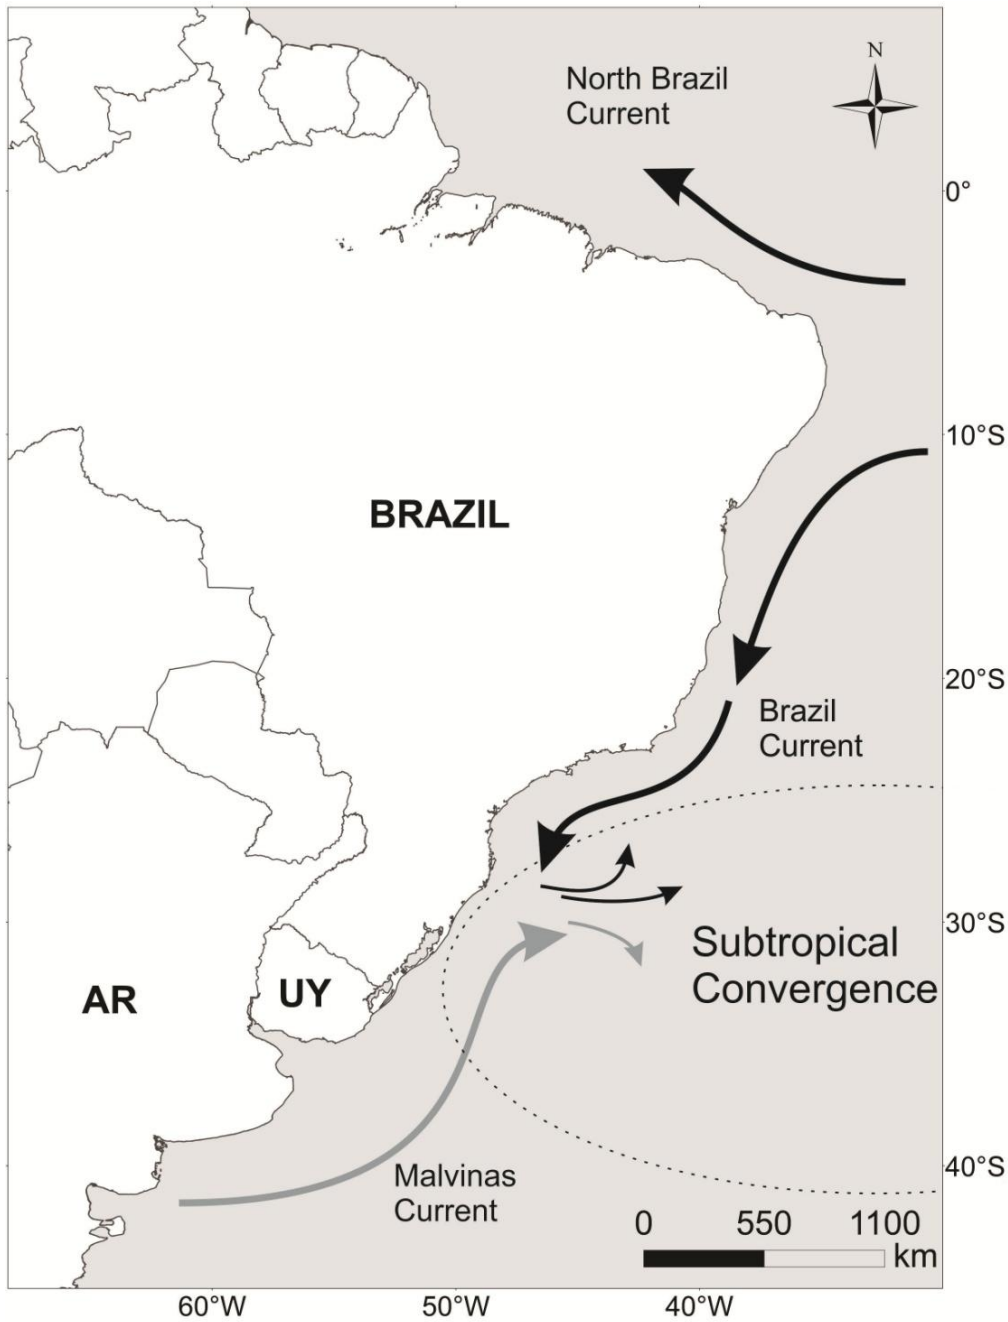 N
North Brazil
Current
0°
10°S
BRAZIL
20°S
Brazil
Current
30°S
Subtropical
Convergence
AR
UY
40°S
Malvinas
Current
0 550 1100
km
60°W 50°W 40°W